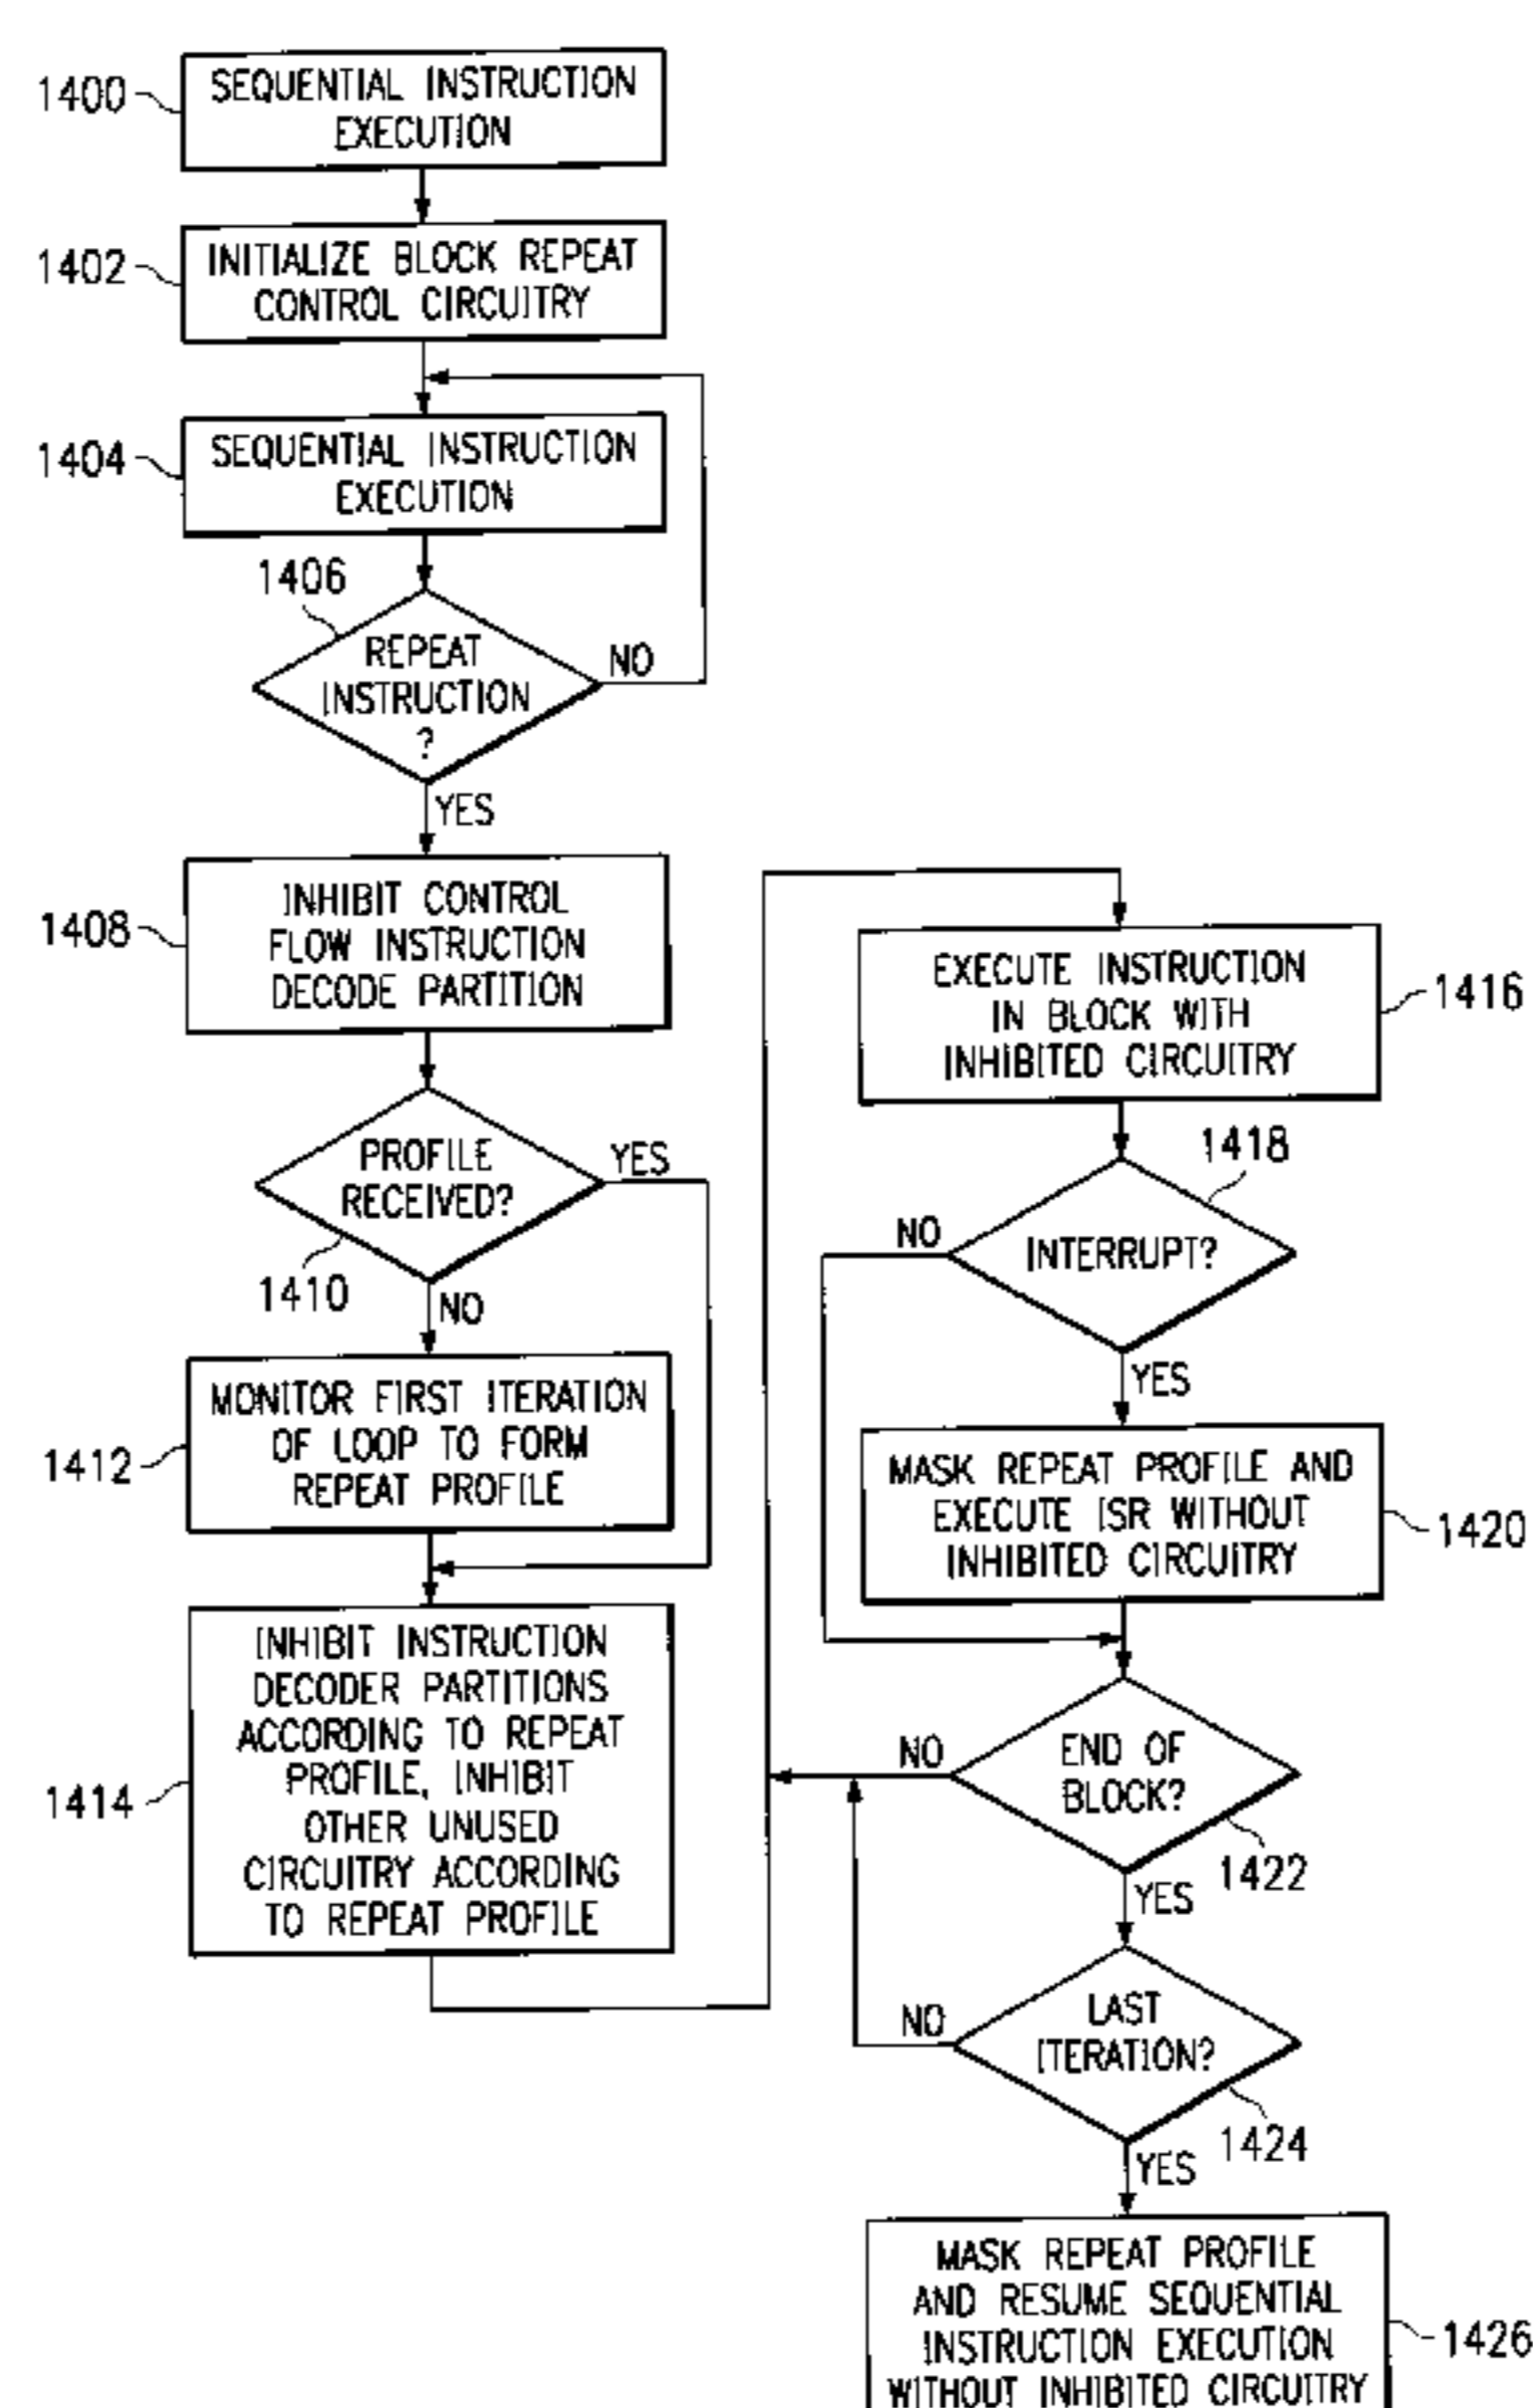 1400
SEQUENTIAL INSTRUCTION
EXECUTION
1402
INITIALIZE BLOCK REPEAT
CONTROL CIRCUITRY
1404
SEQUENTIAL INSTRUCTION
EXECUTION
1406
REPEAT
INSTRUCTION
?
NO
YES
1408
INHIBIT CONTROL
FLOW INSTRUCTION
DECODE PARTITION
PROFILE
RECEIVED?
YES
1410
NO
1412
MONITOR FIRST ITERATION
OF LOOP TO FORM
REPEAT PROFILE
1414
INHIBIT INSTRUCTION
DECODER PARTITIONS
ACCORDING TO REPEAT
PROFILE, INHIBIT
OTHER UNUSED
CIRCUITRY ACCORDING
TO REPEAT PROFILE
EXECUTE INSTRUCTION
IN BLOCK WITH
INHIBITED CIRCUITRY
1416
1418
NO
INTERRUPT?
YES
MASK REPEAT PROFILE AND
EXECUTE ISR WITHOUT
INHIBITED CIRCUITRY
1420
NO
END OF
BLOCK?
1422
YES
NO
LAST
ITERATION?
1424
YES
MASK REPEAT PROFILE
AND RESUME SEQUENTIAL
INSTRUCTION EXECUTION
WITHOUT INHIBITED CIRCUITRY
1426